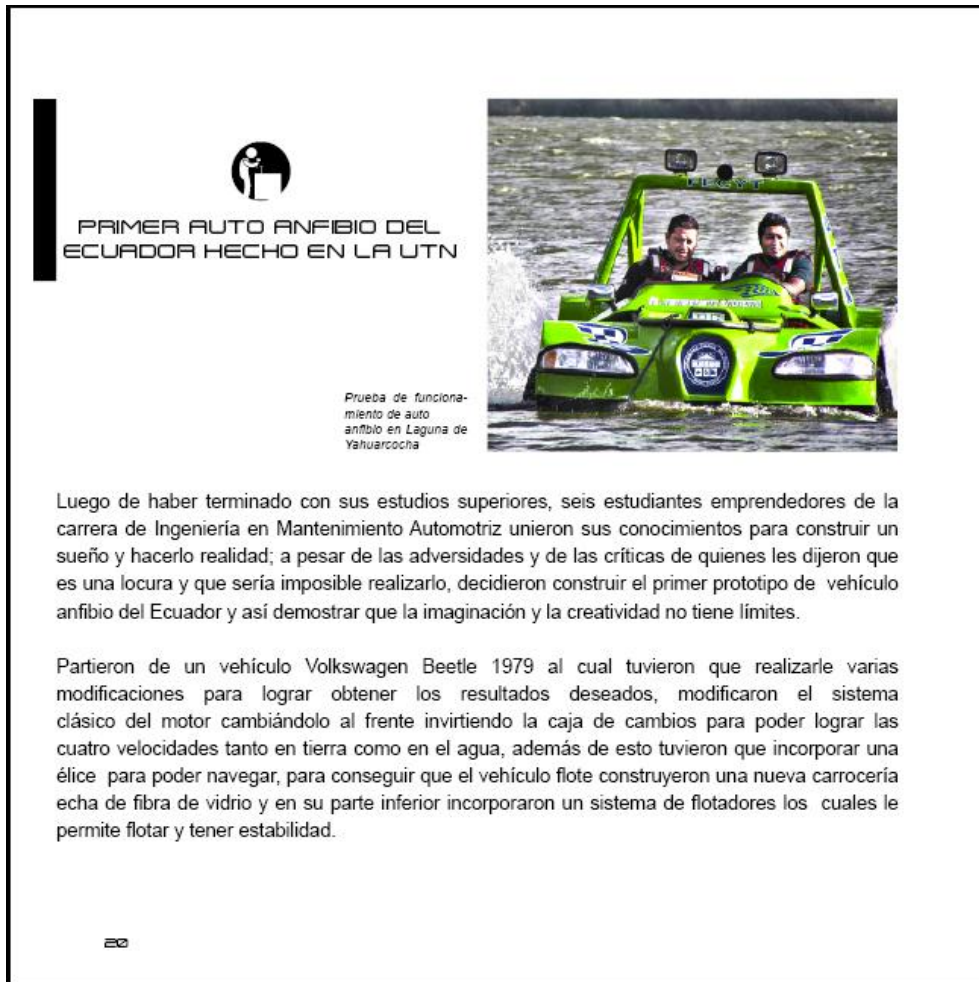 PRIMER AUTO ANFIBIO DEL
ECUADOR HECHO EN LA UTN
FECYT
Prueba de funciona-
miento de auto
anfibio en Laguna de
Yahuarcocha
Luego de haber terminado con sus estudios superiores, seis estudiantes emprendedores de la
carrera de Ingeniería en Mantenimiento Automotriz unieron sus conocimientos para construir un
sueño y hacerlo realidad; a pesar de las adversidades y de las críticas de quienes les dijeron que
es una locura y que sería imposible realizarlo, decidieron construir el primer prototipo de vehículo
anfibio del Ecuador y así demostrar que la imaginación y la creatividad no tiene límites.
Partieron de un vehículo Volkswagen Beetle 1979 al cual tuvieron que realizarle varias
modificaciones para lograr obtener los resultados deseados, modificaron el sistema
clásico del motor cambiándolo al frente invirtiendo la caja de cambios para poder lograr las
cuatro velocidades tanto en tierra como en el agua, además de esto tuvieron que incorporar una
élice para poder navegar, para conseguir que el vehículo flote construyeron una nueva carrocería
echa de fibra de vidrio y en su parte inferior incorporaron un sistema de flotadores los cuales le
permite flotar y tener estabilidad.
20